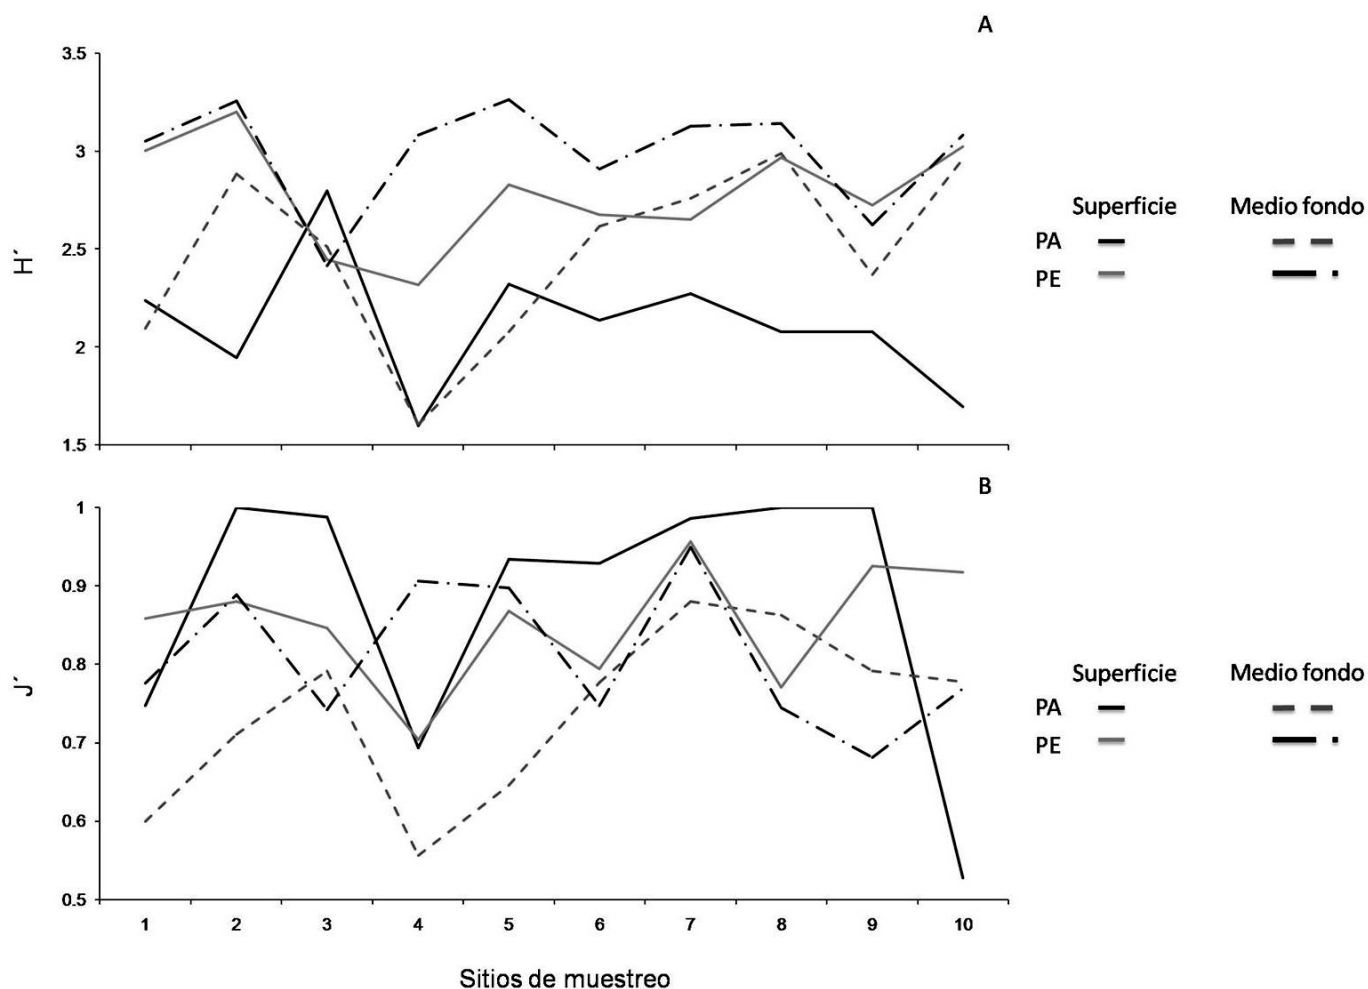 A
3.5
3
2.5
2
1.5
H´
Superficie Medio fondo
PA
PE
B
1
0.9
0.8
0.7
0.6
0.5
J´
Superficie Medio fondo
PA
PE
1 2 3 4 5 6 7 8 9 10
Sitios de muestreo